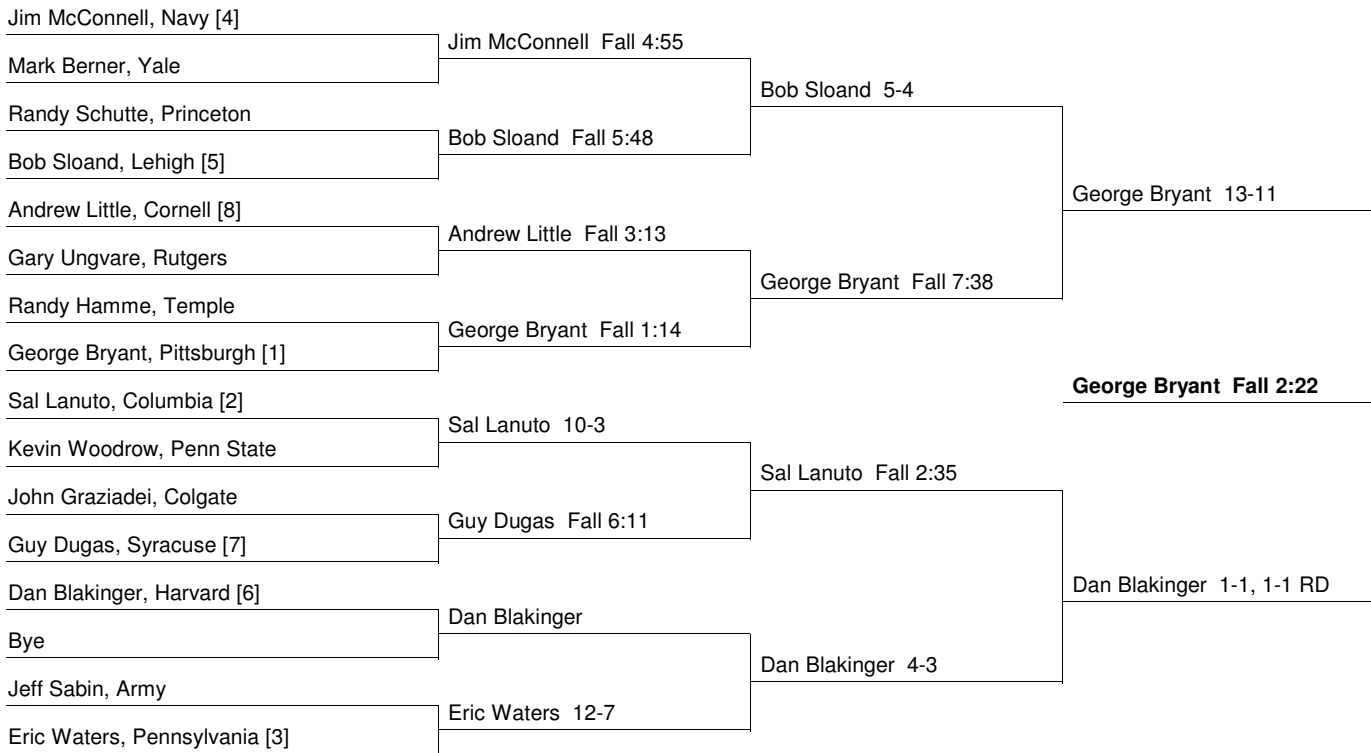 Jim McConnell, Navy [4]
Mark Berner, Yale
Randy Schutte, Princeton
Bob Sloand, Lehigh [5]
Andrew Little, Cornell [8]
Gary Ungvare, Rutgers
Randy Hamme, Temple
George Bryant, Pittsburgh [1]
Sal Lanuto, Columbia [2]
Kevin Woodrow, Penn State
John Graziadei, Colgate
Guy Dugas, Syracuse [7]
Dan Blakinger, Harvard [6]
Bye
Jeff Sabin, Army
Eric Waters, Pennsylvania [3]
Jim McConnell Fall 4:55
Bob Sloand Fall 5:48
Andrew Little Fall 3:13
George Bryant Fall 1:14
Sal Lanuto 10-3
Guy Dugas Fall 6:11
Dan Blakinger
Eric Waters 12-7
Bob Sloand 5-4
George Bryant Fall 7:38
Sal Lanuto Fall 2:35
Dan Blakinger 4-3
George Bryant 13-11
George Bryant Fall 2:22
Dan Blakinger 1-1, 1-1 RD